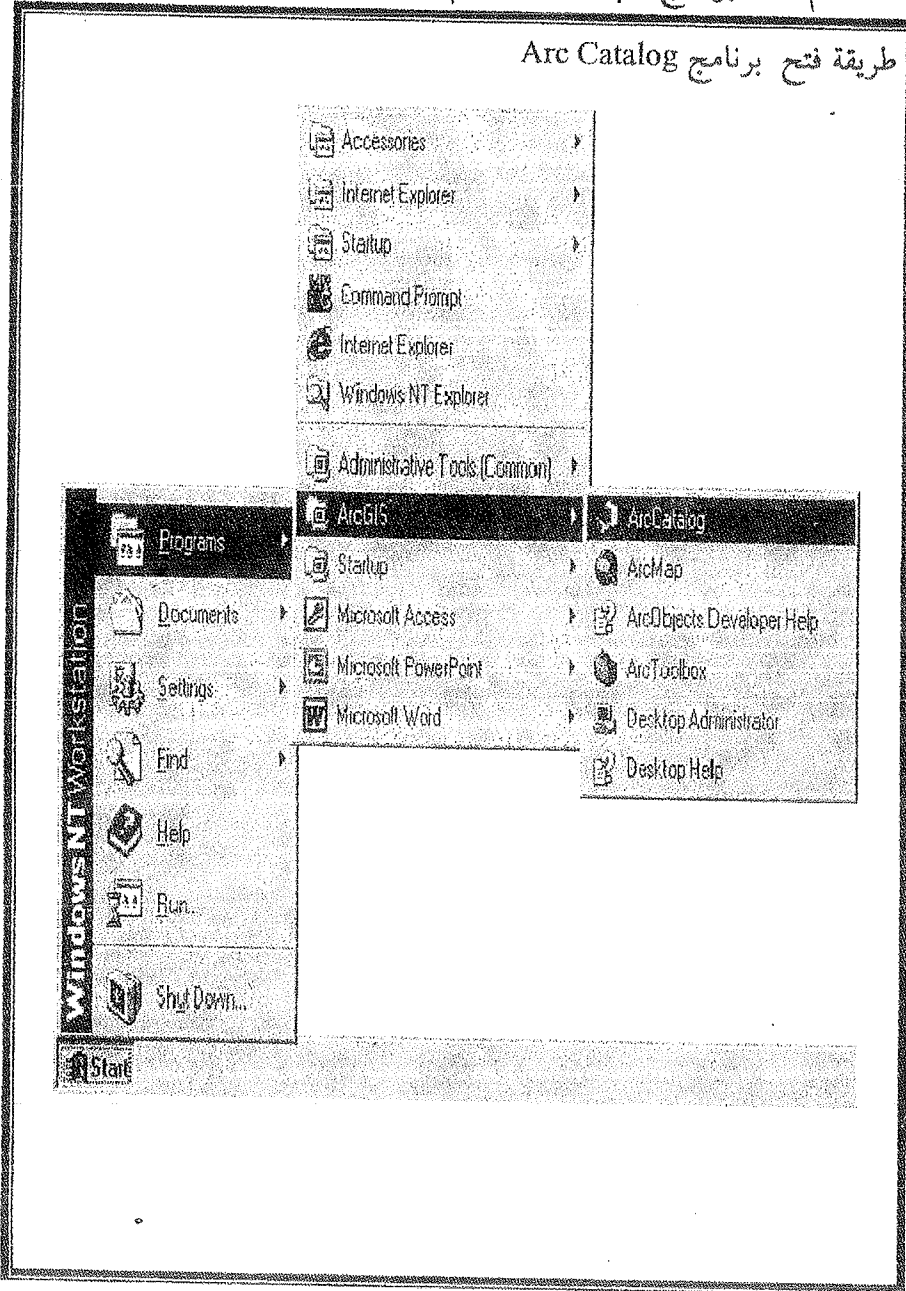 طريقة فتح برنامج Arc Catalog
Accessories
Internet Explorer
Startup
Command Prompt
Internet Explorer
Windows NT Explorer
Administrative Tools (Common)
ArcGIS
Startup
Microsoft Access
Microsoft PowerPoint
Microsoft Word
ArcCatalog
ArcMap
ArcObjects Developer Help
ArcToolbox
Desktop Administrator
Desktop Help
Programs
Documents
Settings
Find
Help
Run...
Shut Down...
Windows NT Workstation
Start